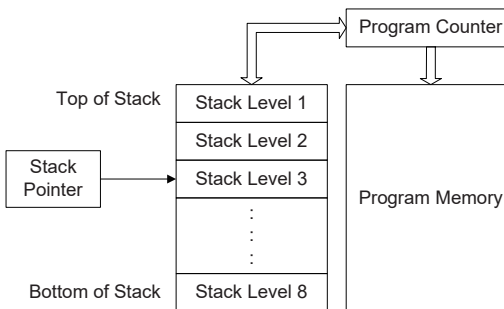 Program Counter
Top of Stack
Stack Level 1
Stack Level 2
Stack
Pointer
Stack Level 3
Program Memory
Bottom of Stack
Stack Level 8